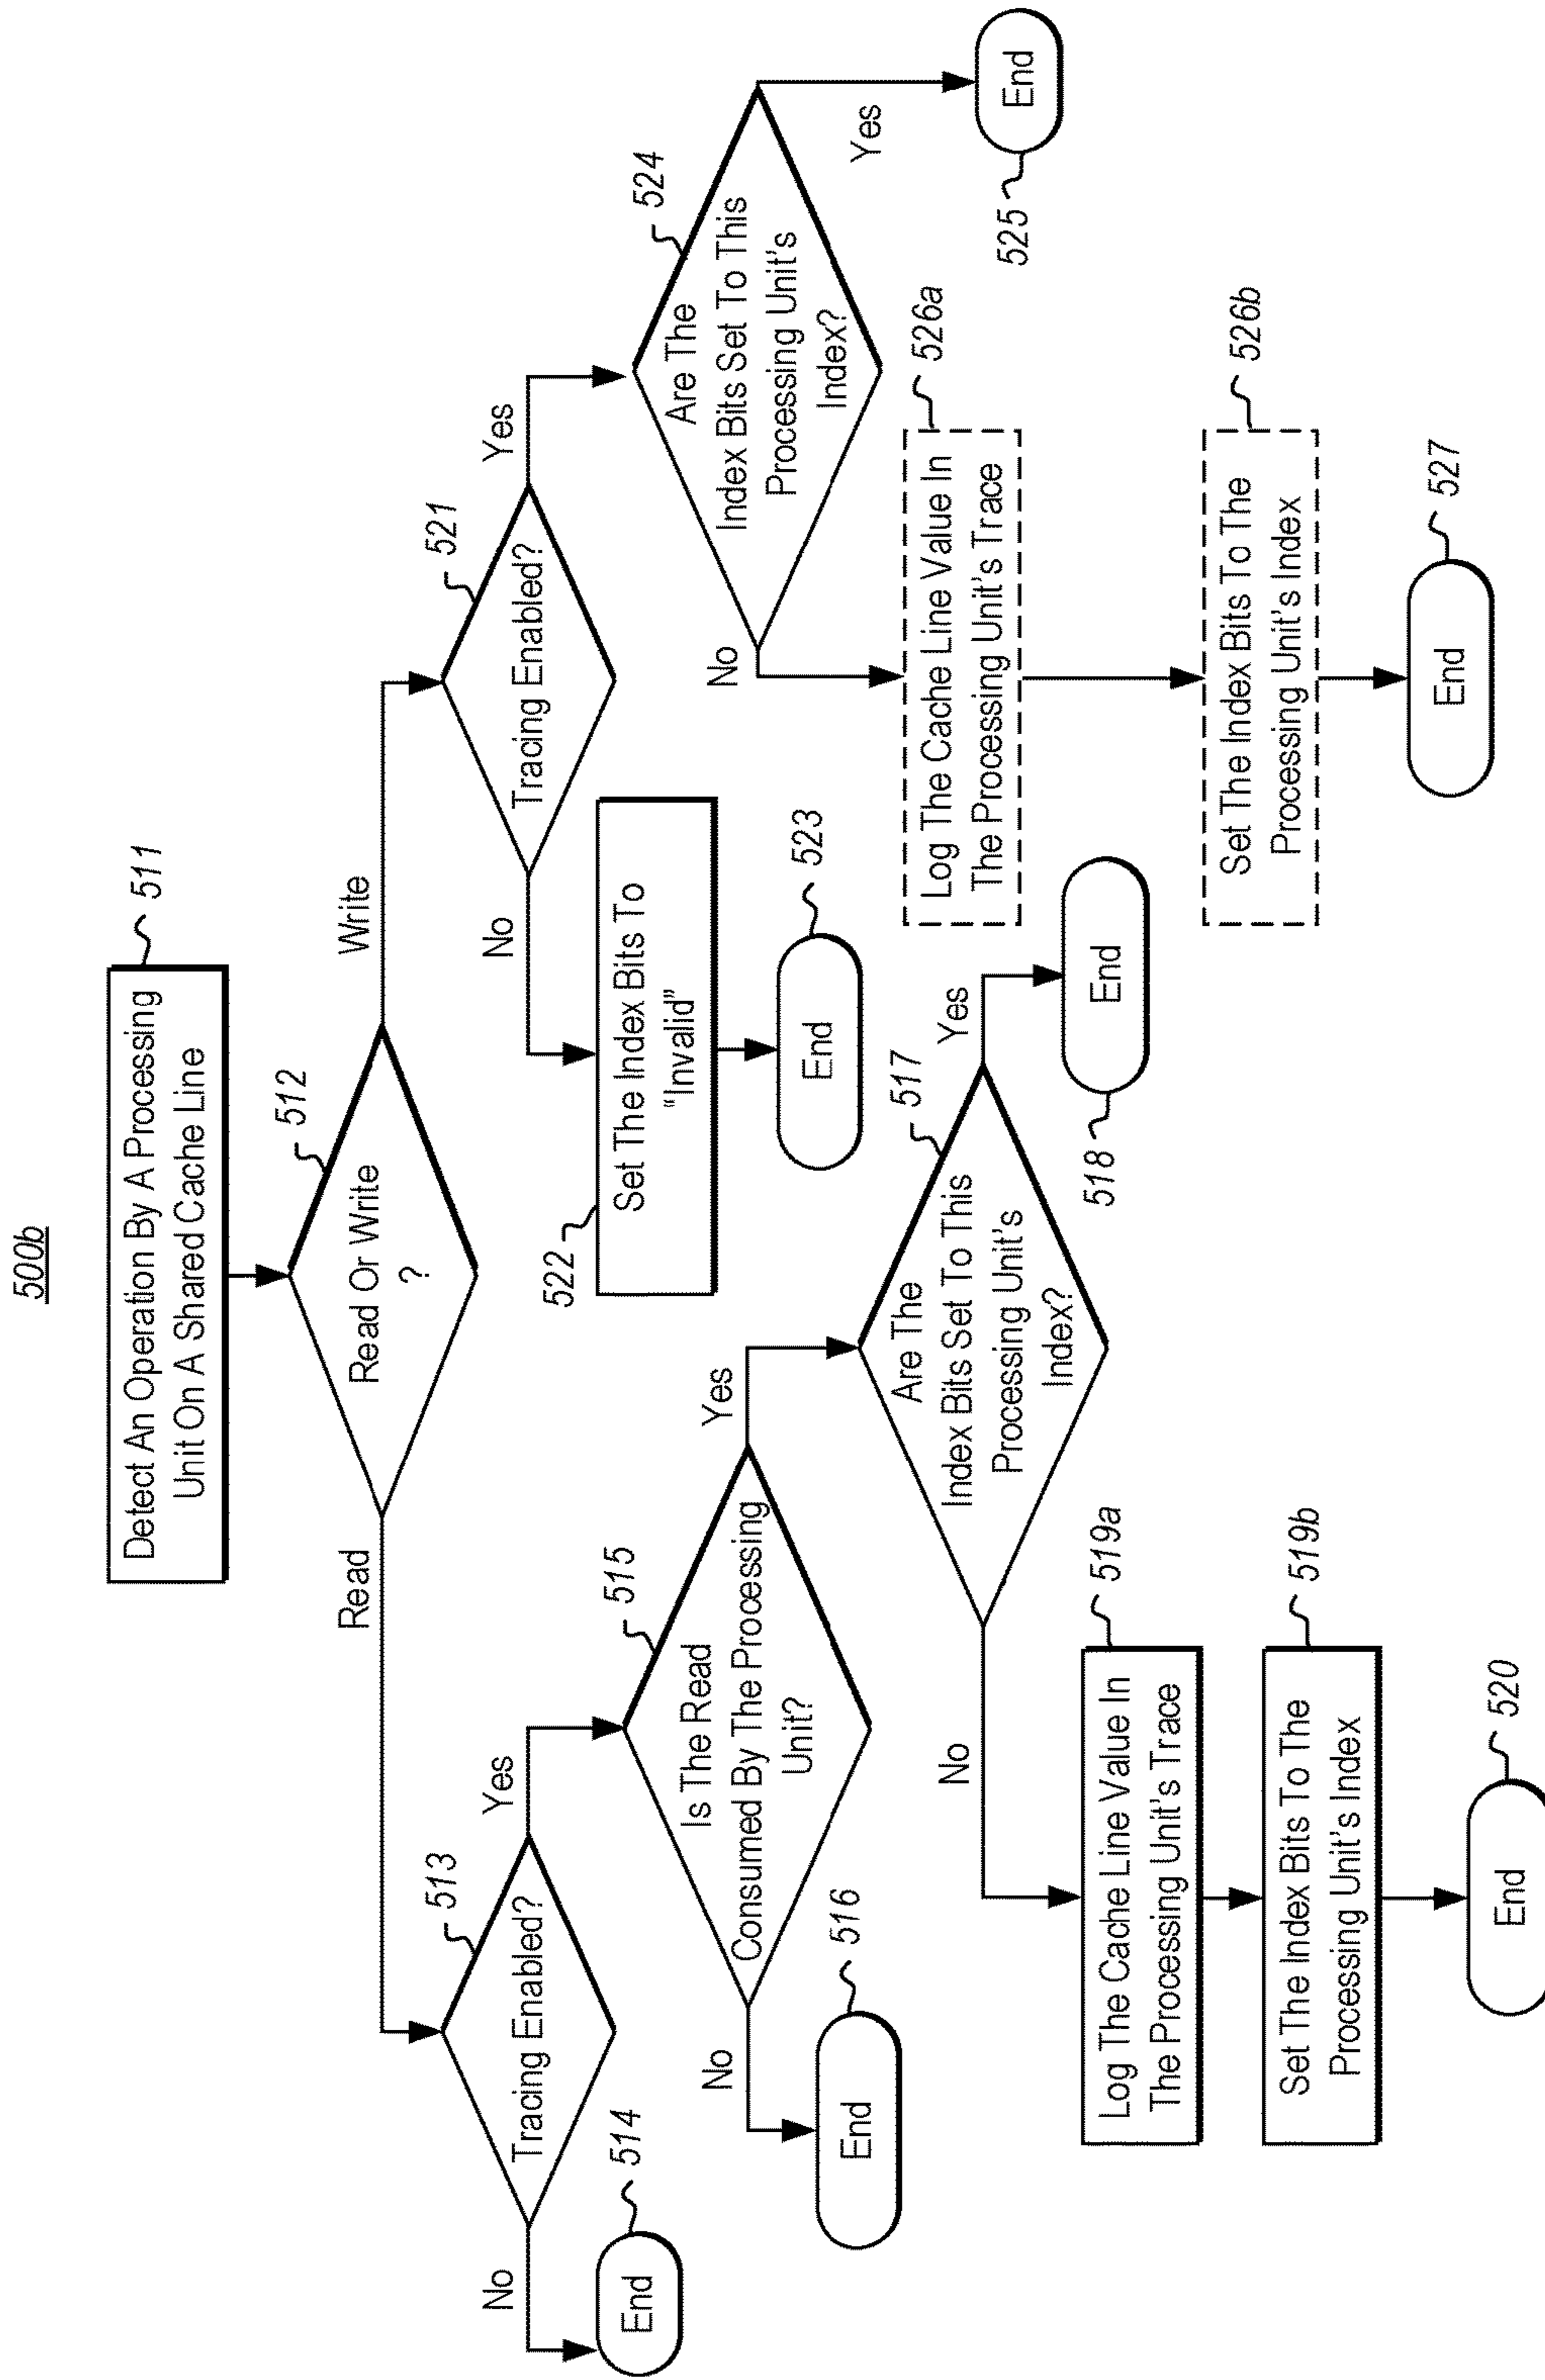 500b
Detect An Operation By A Processing
Unit On A Shared Cache Line
511
Read Or Write
?
512
Read
Write
Tracing Enabled?
513
No
Yes
End
514
Is The Read
Consumed By The Processing
Unit?
515
No
Yes
End
516
Are The
Index Bits Set To This
Processing Unit's
Index?
517
No
Yes
End
518
Log The Cache Line Value In
The Processing Unit's Trace
519a
Set The Index Bits To The
Processing Unit's Index
519b
End
520
Tracing Enabled?
521
No
Yes
Set The Index Bits To
"Invalid"
522
End
523
Are The
Index Bits Set To This
Processing Unit's
Index?
524
No
Yes
End
525
Log The Cache Line Value In
The Processing Unit's Trace
526a
Set The Index Bits To The
Processing Unit's Index
526b
End
527